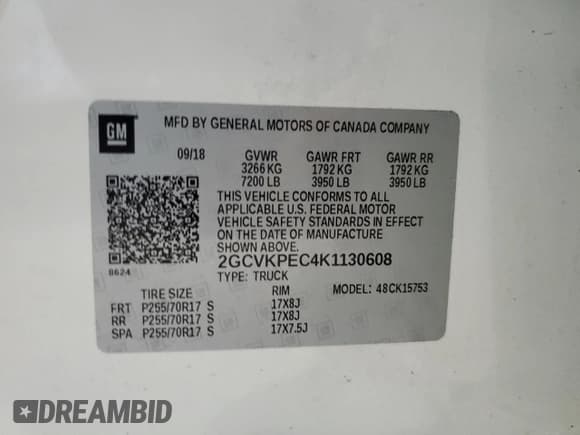 GM
MFD BY GENERAL MOTORS OF CANADA COMPANY
09/18 GVWR GAWR FRT GAWR RR
3266 KG 1792 KG 1792 KG
7200 LB 3950 LB 3950 LB
THIS VEHICLE CONFORMS TO ALL
APPLICABLE U.S. FEDERAL MOTOR
VEHICLE SAFETY STANDARDS IN EFFECT
ON THE DATE OF MANUFACTURE
SHOWN ABOVE.
8624
2GCVKPEC4K1130608
TYPE: TRUCK
TIRE SIZE RIM MODEL: 48CK15753
FRT P255/70R17 S 17X8J
RR P255/70R17 S 17X8J
SPA P255/70R17 S 17X7.5J
DREAMBID